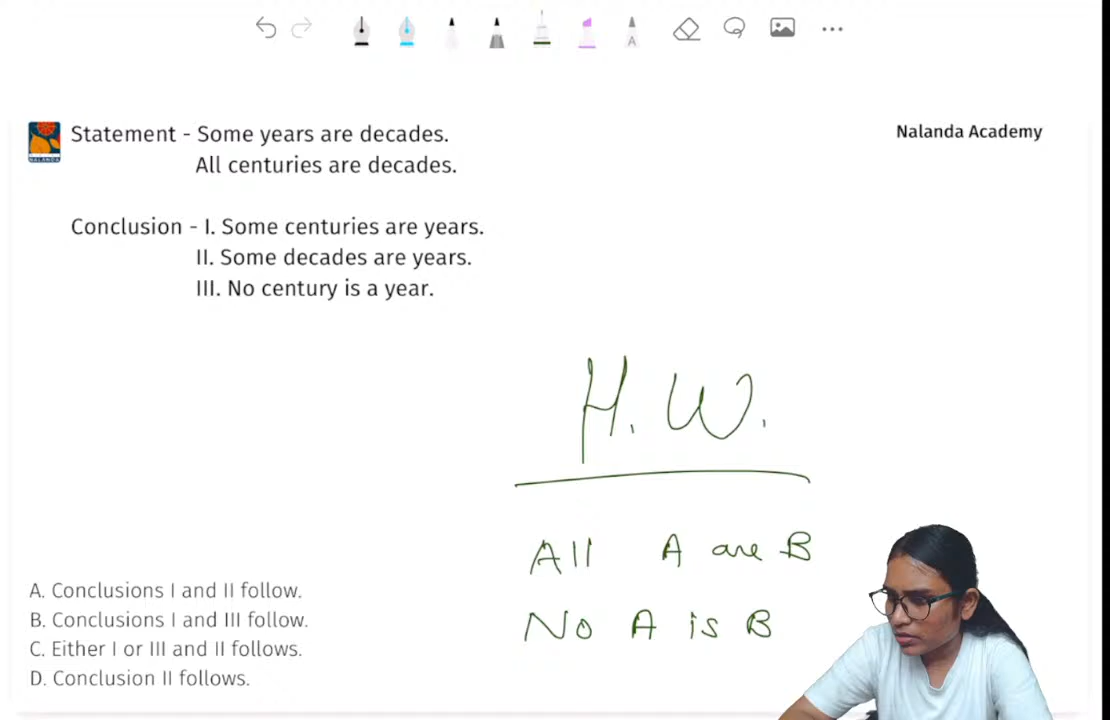 A
Statement - Some years are decades.
Nalanda Academy
All centuries are decades.
NALANDA
Conclusion - I. Some centuries are years.
II. Some decades are years.
III. No century is a year.
H. W.
All A are B
No A is B
A. Conclusions I and II follow.
B. Conclusions I and III follow.
C. Either I or III and II follows.
D. Conclusion II follows.